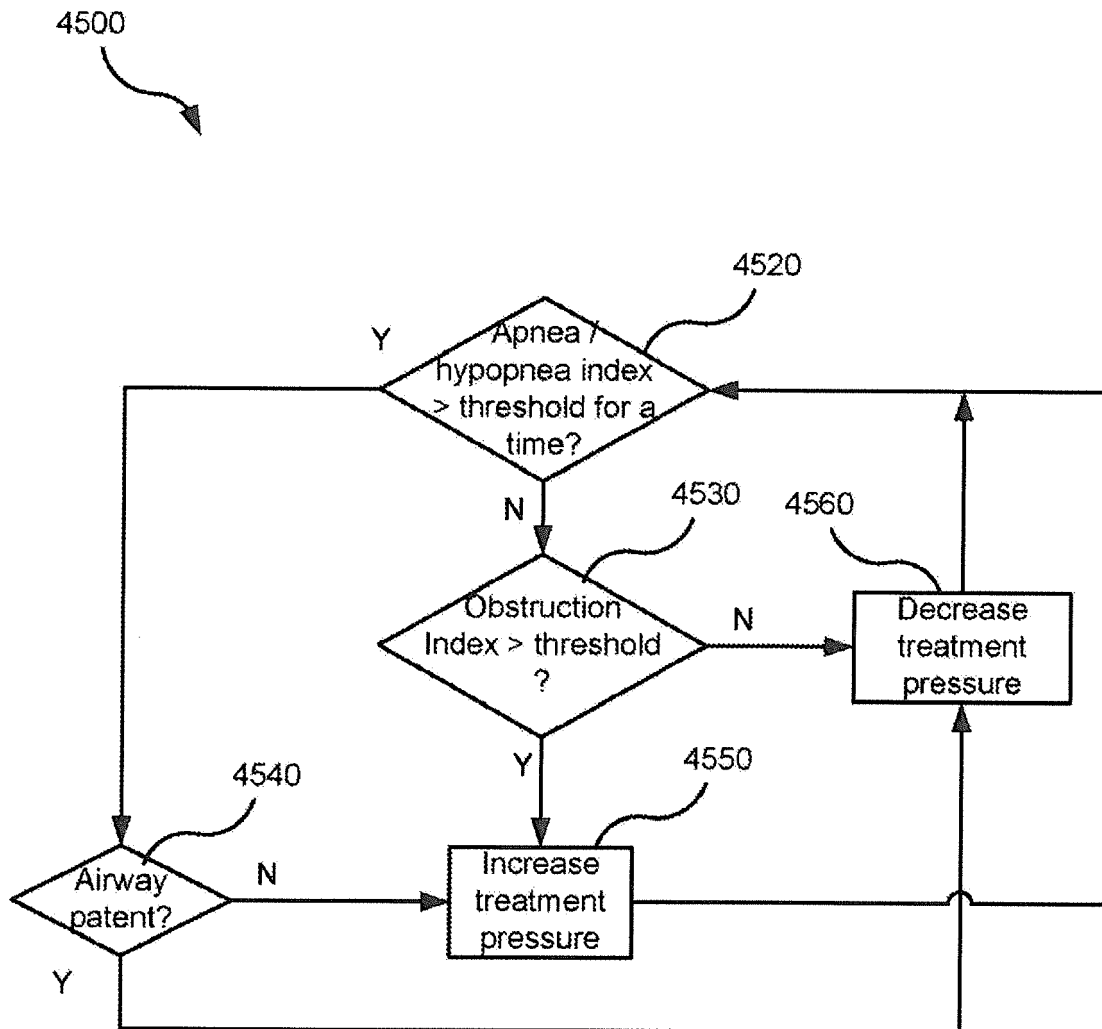 4500
4520
Y
Apnea /
hypopnea index
> threshold for a
time?
N
4530
4560
Obstruction
Index > threshold
?
N
Decrease
treatment
pressure
Y
4550
4540
Airway
patent?
N
Increase
treatment
pressure
Y